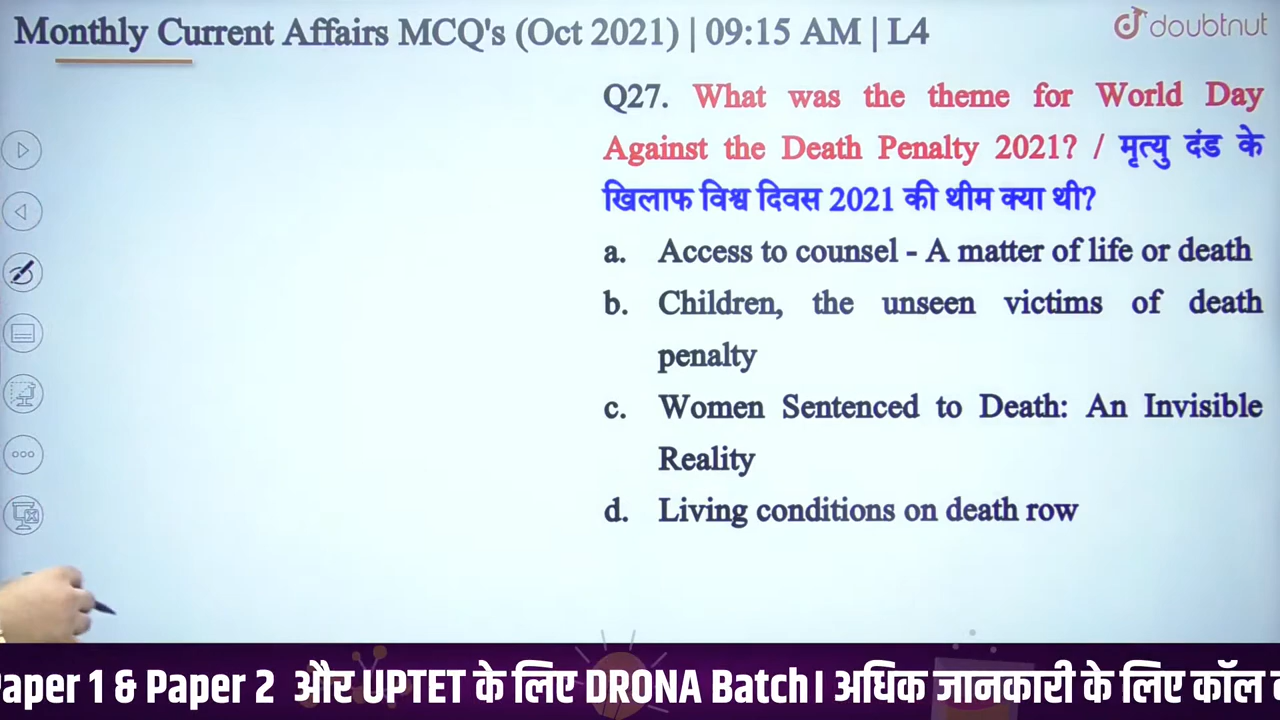 Monthly Current Affairs MCQ's (Oct 2021) | 09:15 AM | L4
doubtnut
Q27. What was the theme for World Day
Against the Death Penalty 2021? / मृत्यु दंड के
खिलाफ विश्व दिवस 2021 की थीम क्या थी?
a. Access to counsel - A matter of life or death
b. Children, the unseen victims of death
penalty
c. Women Sentenced to Death: An Invisible
Reality
d. Living conditions on death row
Paper 1 & Paper 2 और UPTET के लिए DRONA Batch। अधिक जानकारी के लिए कॉल